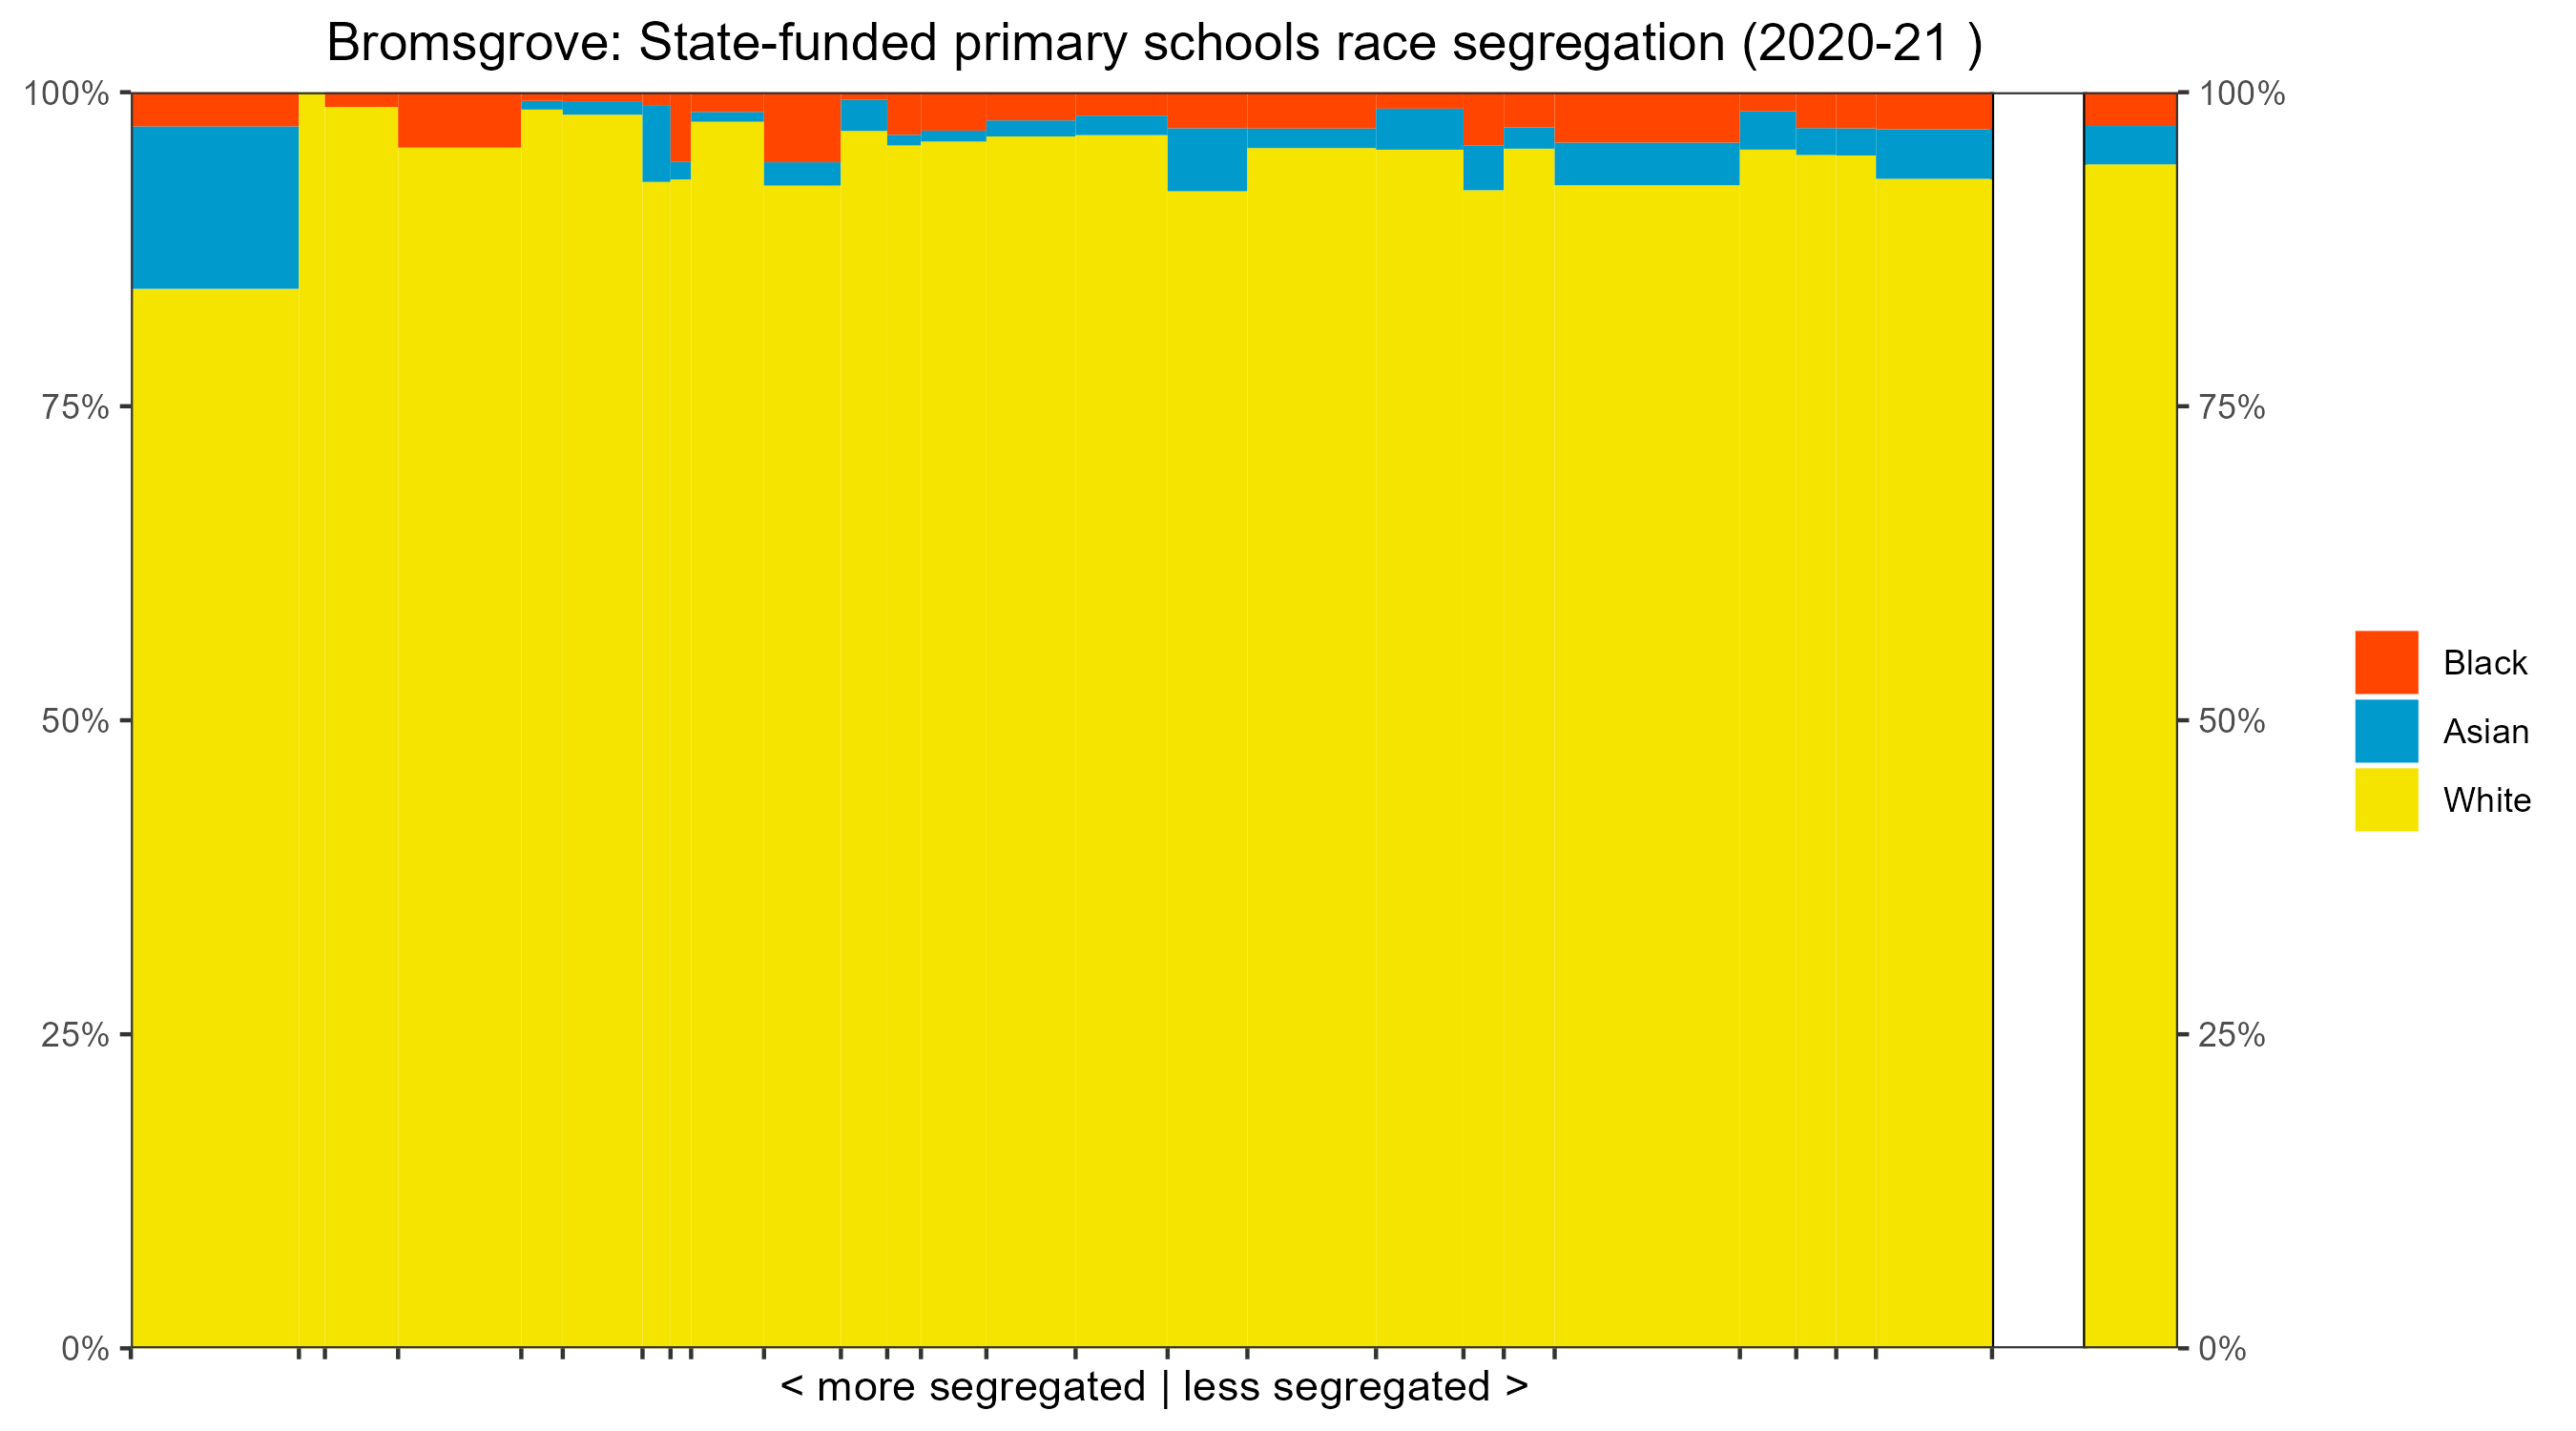 Bromsgrove: State-funded primary schools race segregation (2020-21 )
100%
75%
50%
25%
0%
100%
75%
50%
25%
0%
Black
Asian
White
< more segregated | less segregated >